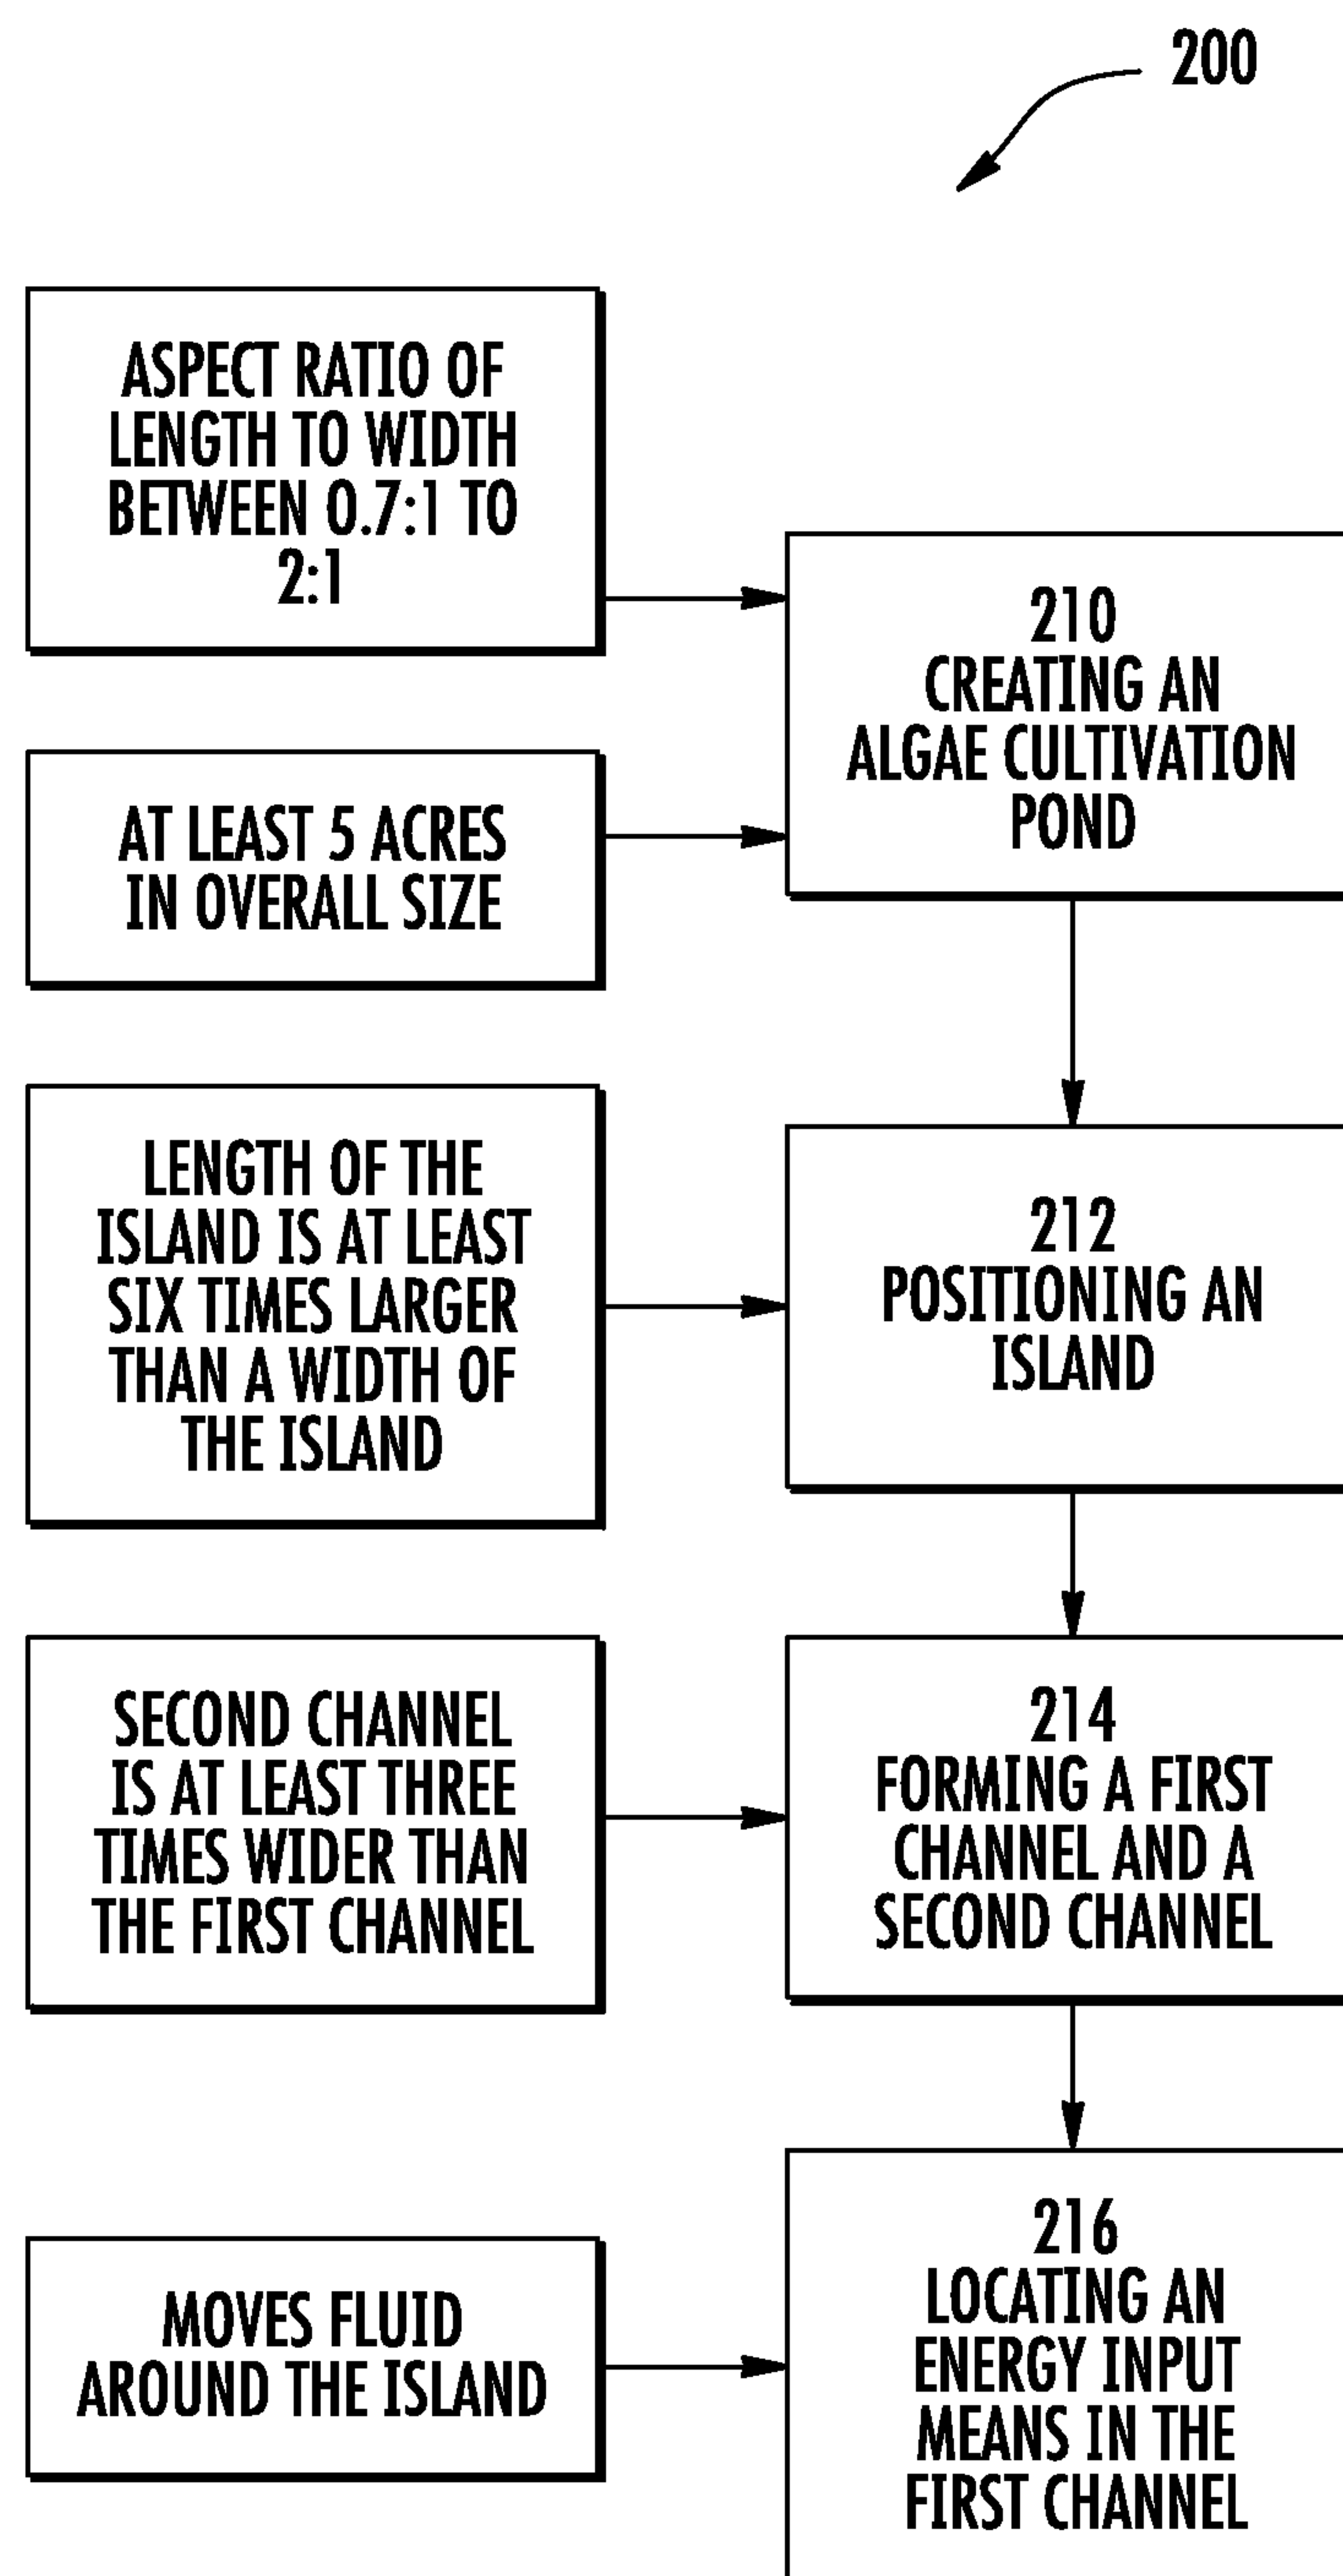 200
ASPECT RATIO OF
LENGTH TO WIDTH
BETWEEN 0.7:1 TO
2:1
210
CREATING AN
ALGAE CULTIVATION
POND
AT LEAST 5 ACRES
IN OVERALL SIZE
LENGTH OF THE
ISLAND IS AT LEAST
SIX TIMES LARGER
THAN A WIDTH OF
THE ISLAND
212
POSITIONING AN
ISLAND
SECOND CHANNEL
IS AT LEAST THREE
TIMES WIDER THAN
THE FIRST CHANNEL
214
FORMING A FIRST
CHANNEL AND A
SECOND CHANNEL
MOVES FLUID
AROUND THE ISLAND
216
LOCATING AN
ENERGY INPUT
MEANS IN THE
FIRST CHANNEL